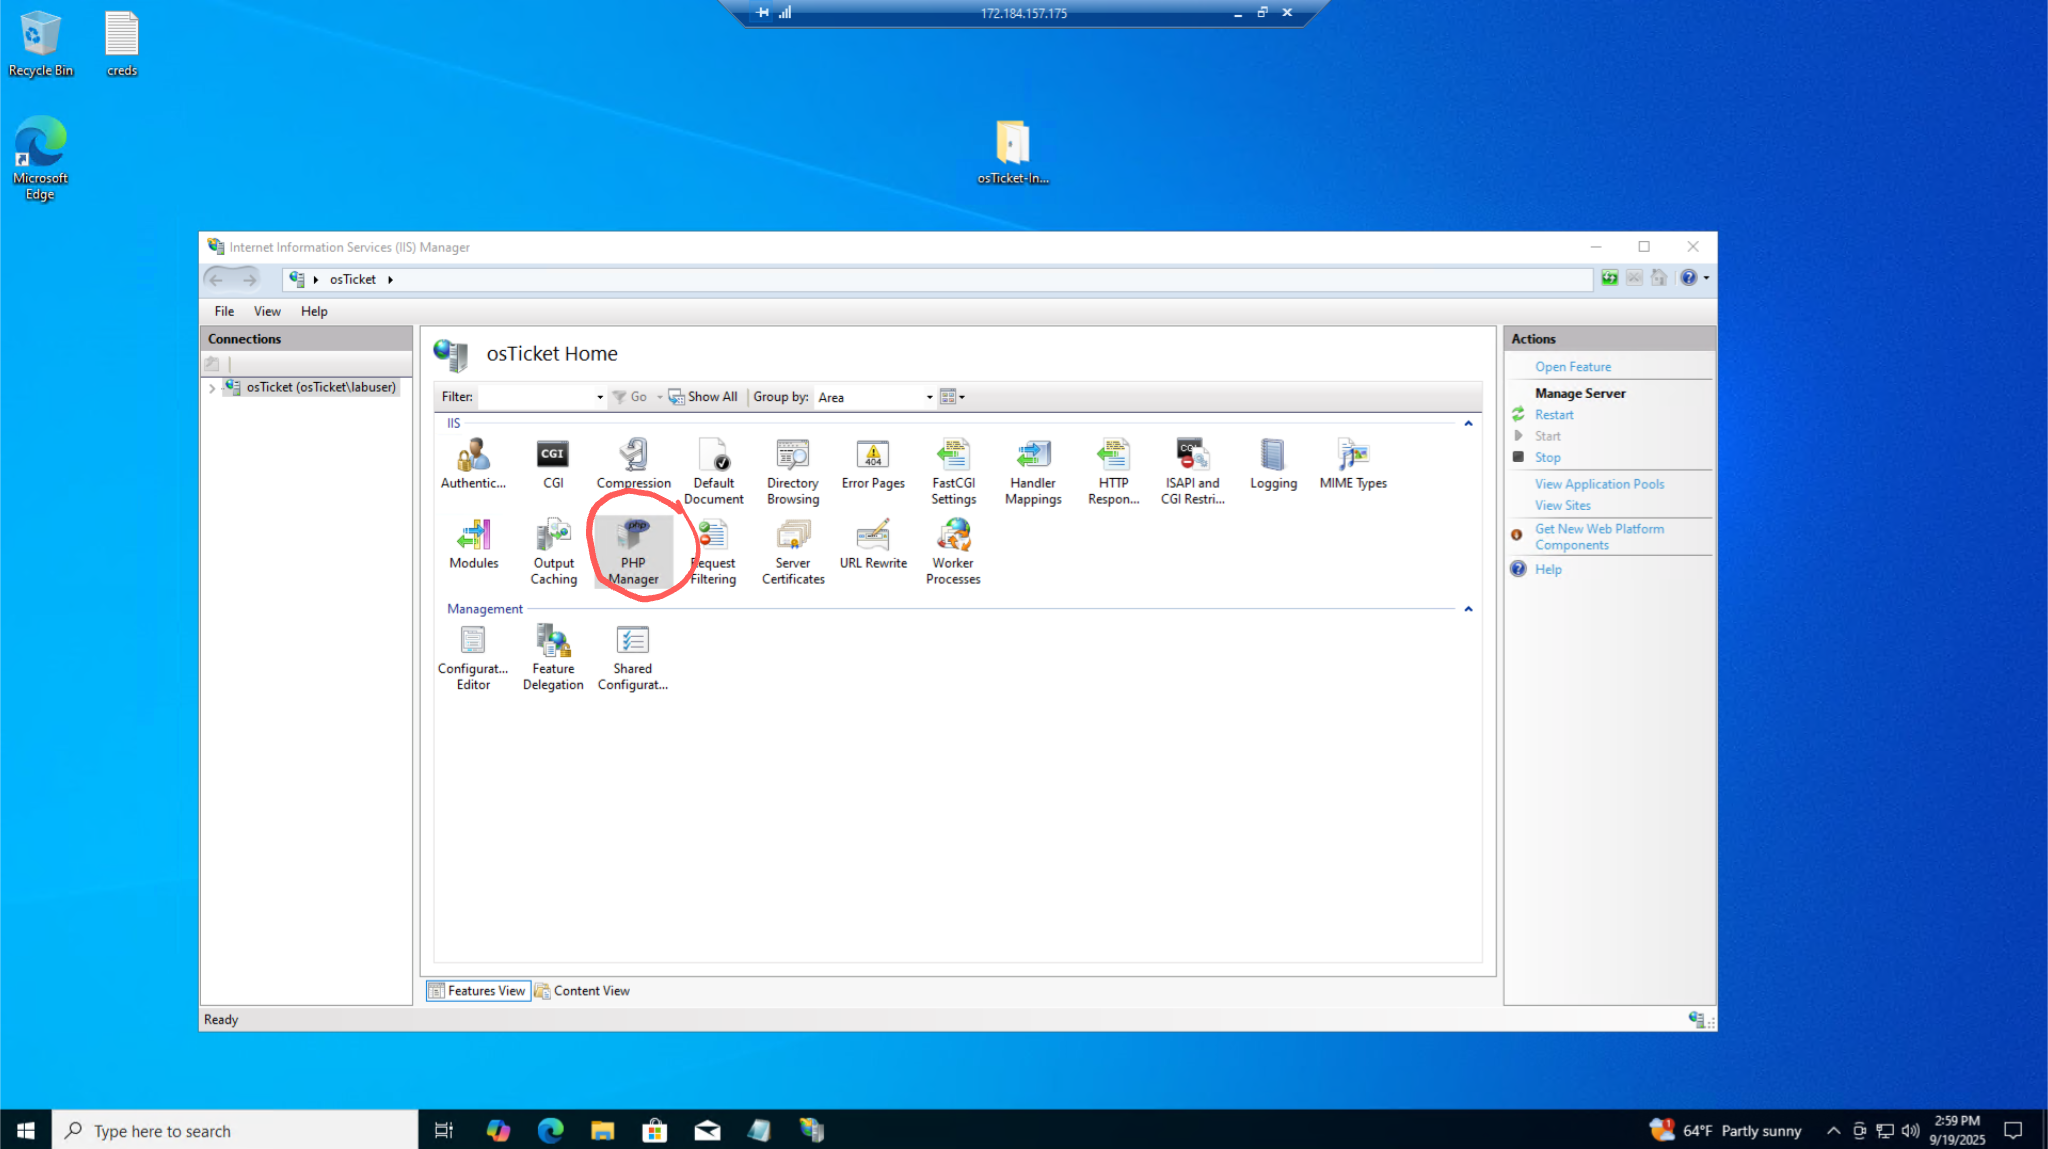 172.184.157.175
Recycle Bin
creds
Microsoft
Edge
osTicket-In...
Internet Information Services (IIS) Manager
osTicket
File View Help
Connections
osTicket (osTicket\labuser)
osTicket Home
Filter: Go Show All Group by: Area
IIS
Authentic...
CGI
Compression
Default
Document
Directory
Browsing
Error Pages
404
FastCGI
Settings
Handler
Mappings
HTTP
Respon...
ISAPI and
CGI Restri...
Logging
MIME Types
Modules
Output
Caching
php
PHP
Manager
Request
Filtering
Server
Certificates
URL Rewrite
Worker
Processes
Management
Configurat...
Editor
Feature
Delegation
Shared
Configurat...
Features View Content View
Ready
Actions
Open Feature
Manage Server
Restart
Start
Stop
View Application Pools
View Sites
Get New Web Platform
Components
Help
Type here to search
64°F Partly sunny
2:59 PM
9/19/2025